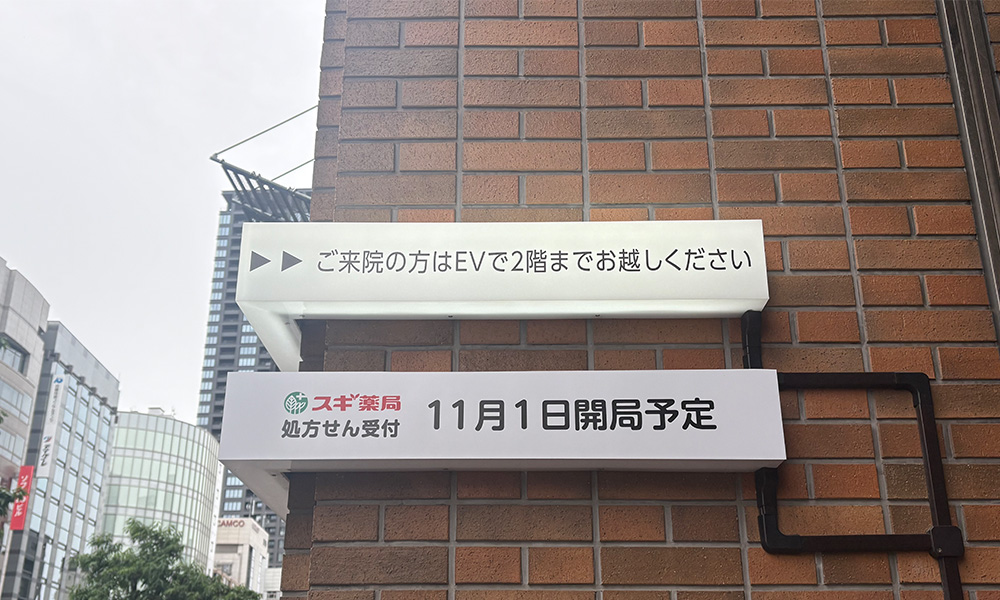 ▶▶ ご来院の方はEVで2階までお越しください
スギ薬局
処方せん受付
11月1日開局予定
CAMCO